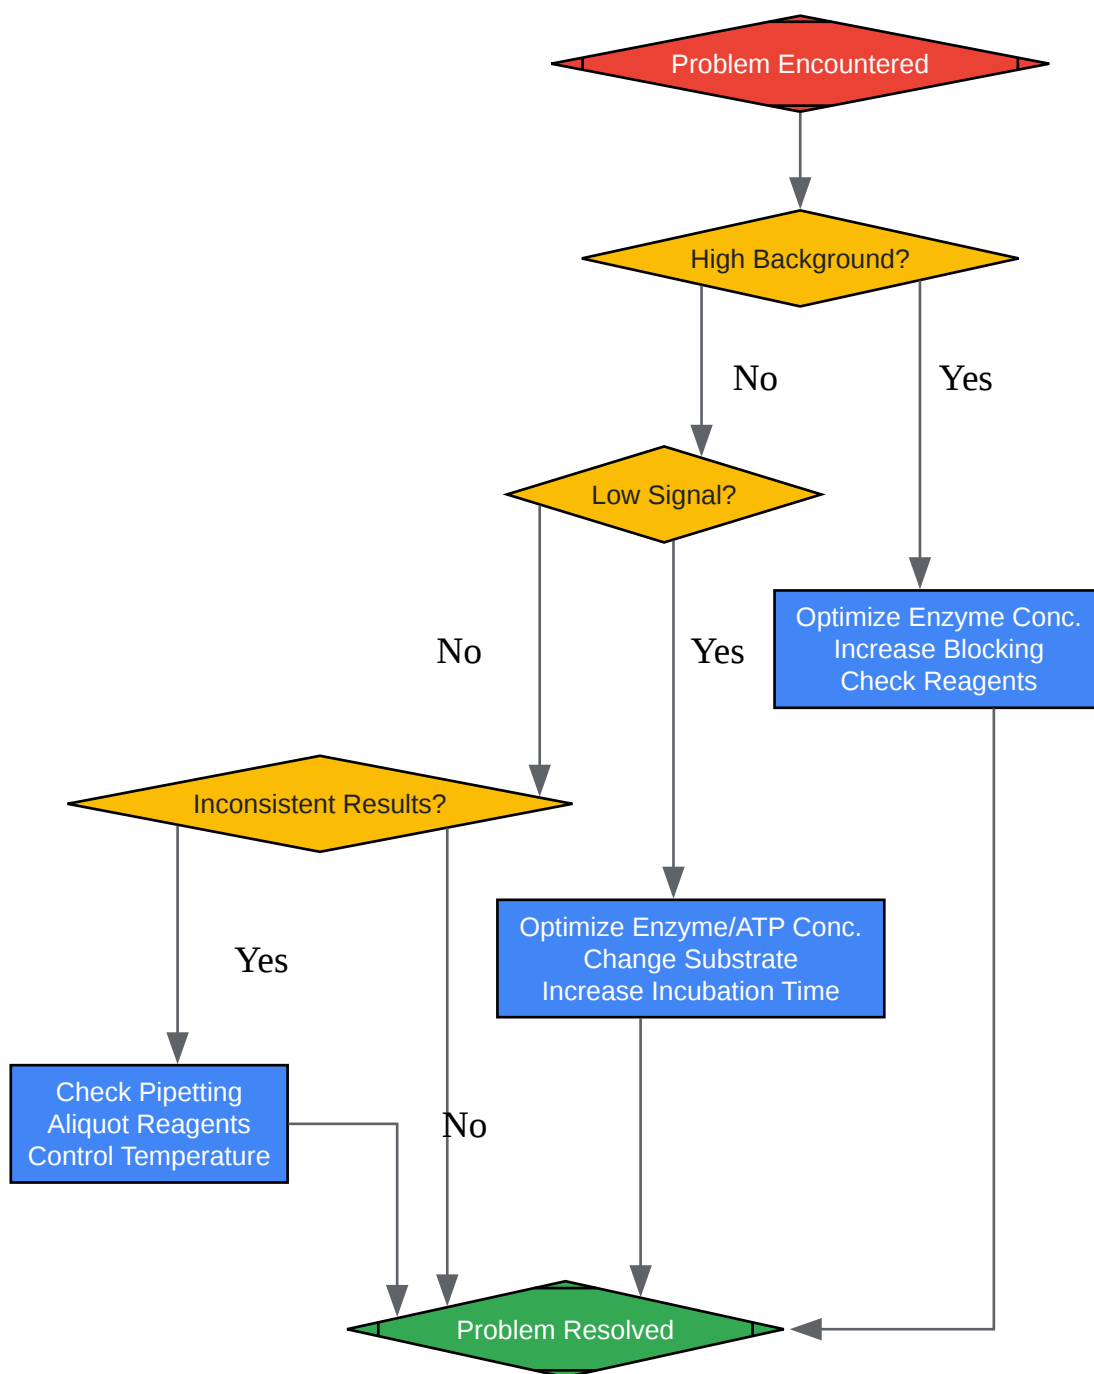 Problem Encountered
High Background?
No
Yes
Low Signal?
Optimize Enzyme Conc.
Increase Blocking
Check Reagents
No
Yes
Inconsistent Results?
Optimize Enzyme/ATP Conc.
Change Substrate
Increase Incubation Time
Yes
Check Pipetting
Aliquot Reagents
Control Temperature
No
Problem Resolved